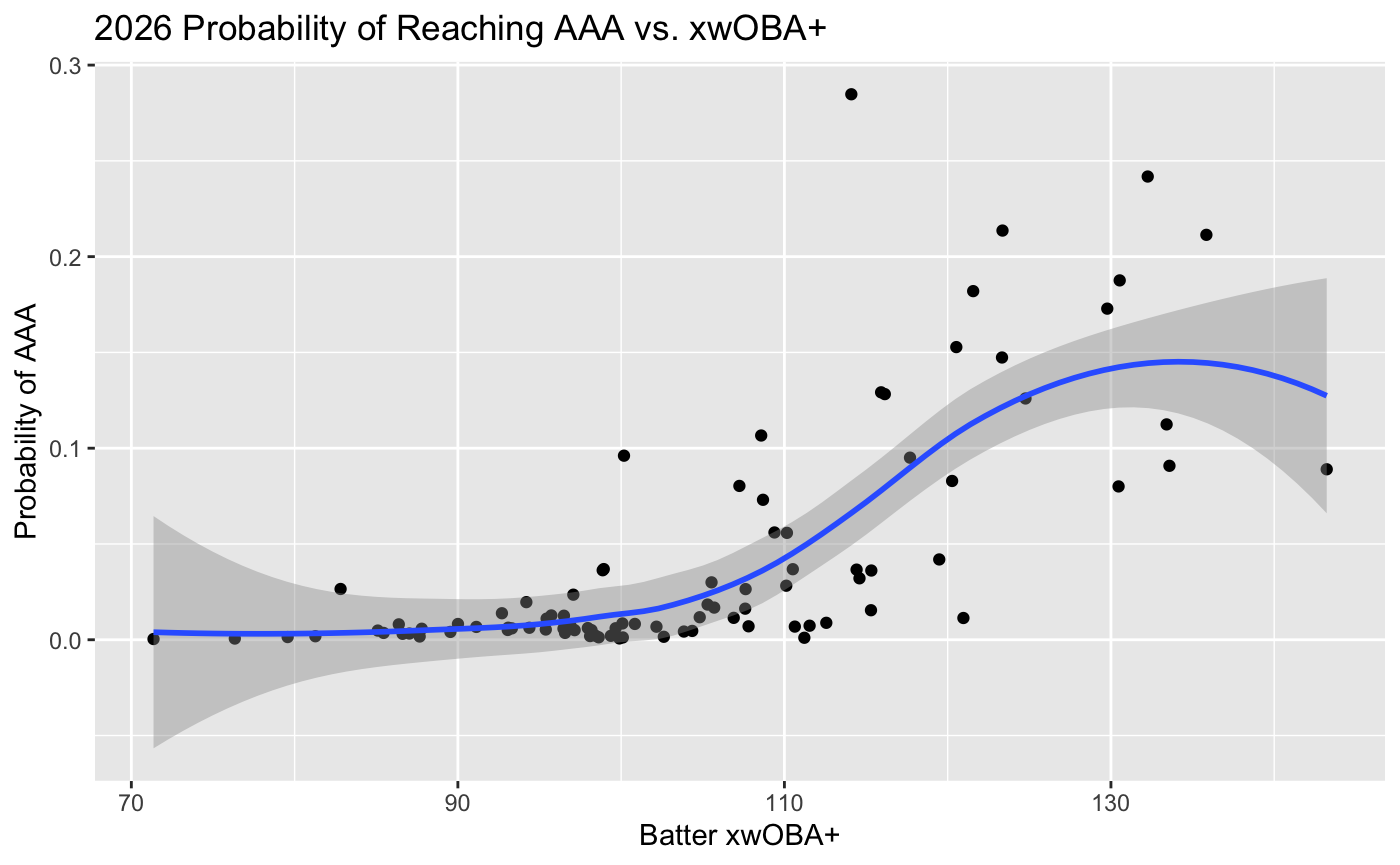 2026 Probability of Reaching AAA vs. xwOBA+
0.3
0.2
0.1
0.0
Probability of AAA
70 90 110 130
Batter xwOBA+